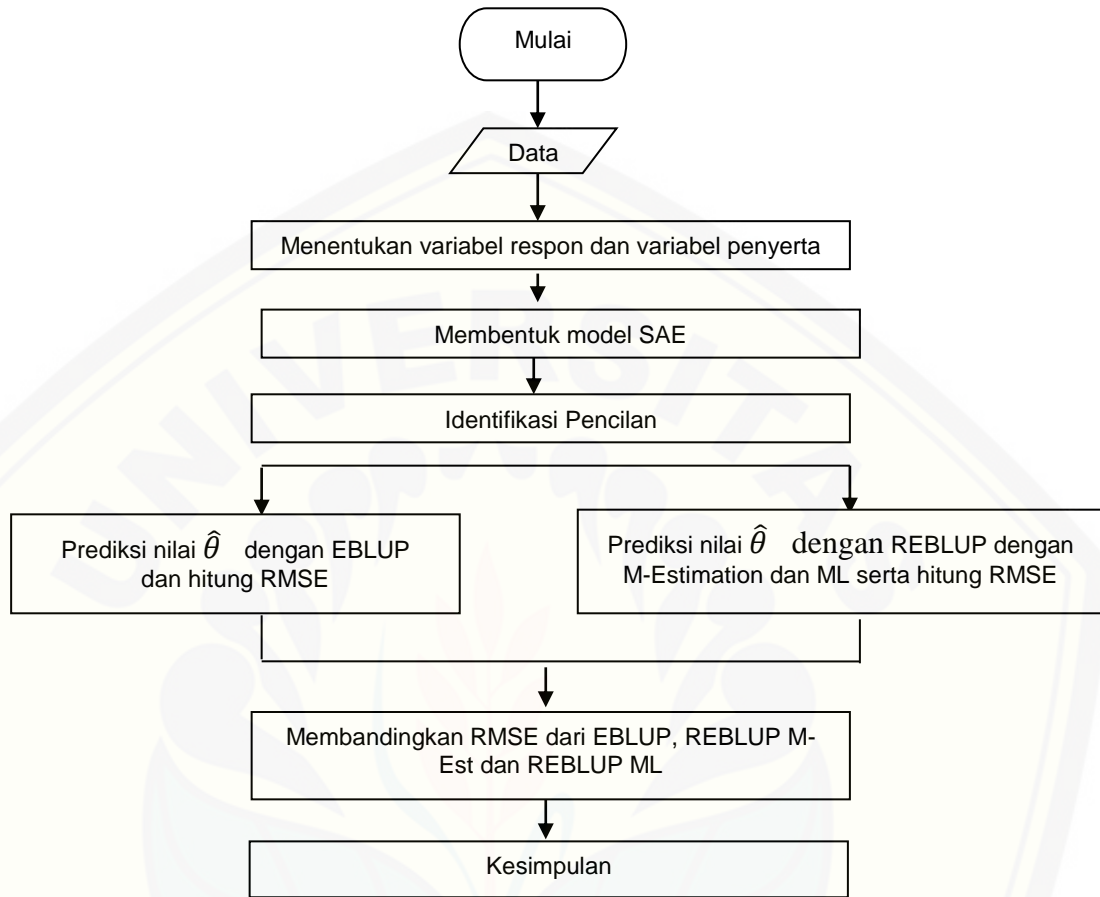 Mulai
Data
Menentukan variabel respon dan variabel penyerta
Membentuk model SAE
Identifikasi Pencilan
Prediksi nilai θ̂ dengan EBLUP
dan hitung RMSE
Prediksi nilai θ̂ dengan REBLUP dengan
M-Estimation dan ML serta hitung RMSE
Membandingkan RMSE dari EBLUP, REBLUP M-
Est dan REBLUP ML
Kesimpulan
UNIVERSITAS